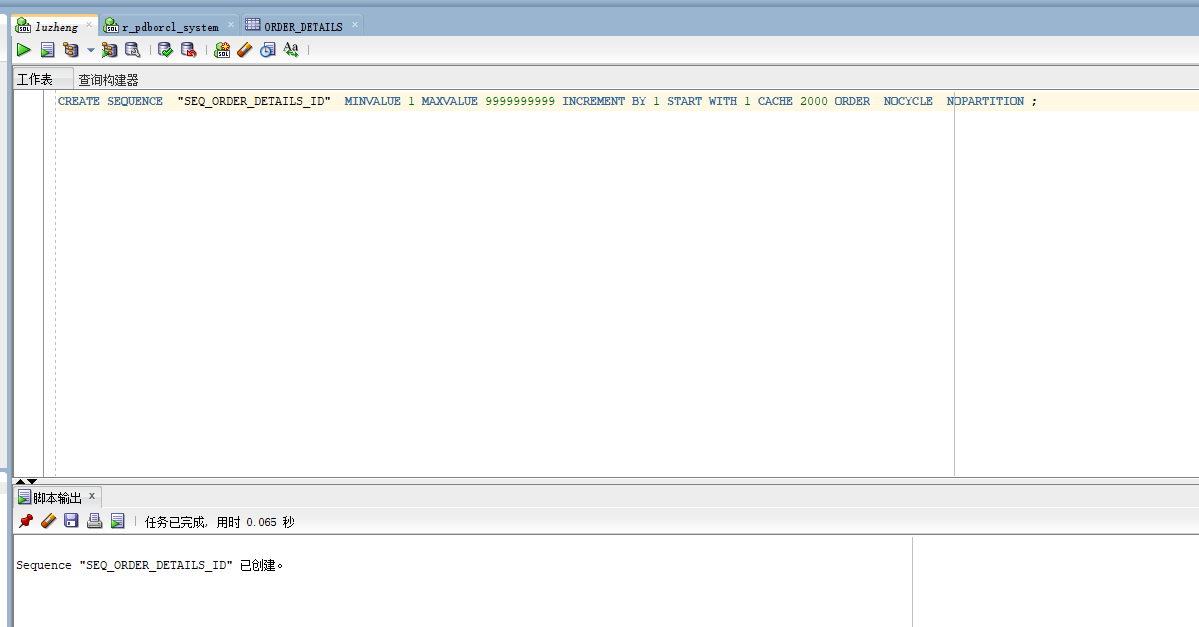 luzheng
r_pdborcl_system
ORDER_DETAILS
工作表
查询构建器
CREATE SEQUENCE  "SEQ_ORDER_DETAILS_ID"  MINVALUE 1 MAXVALUE 9999999999 INCREMENT BY 1 START WITH 1 CACHE 2000 ORDER  NOCYCLE  NOPARTITION ;
脚本输出
任务已完成, 用时 0.065 秒
Sequence "SEQ_ORDER_DETAILS_ID" 已创建。